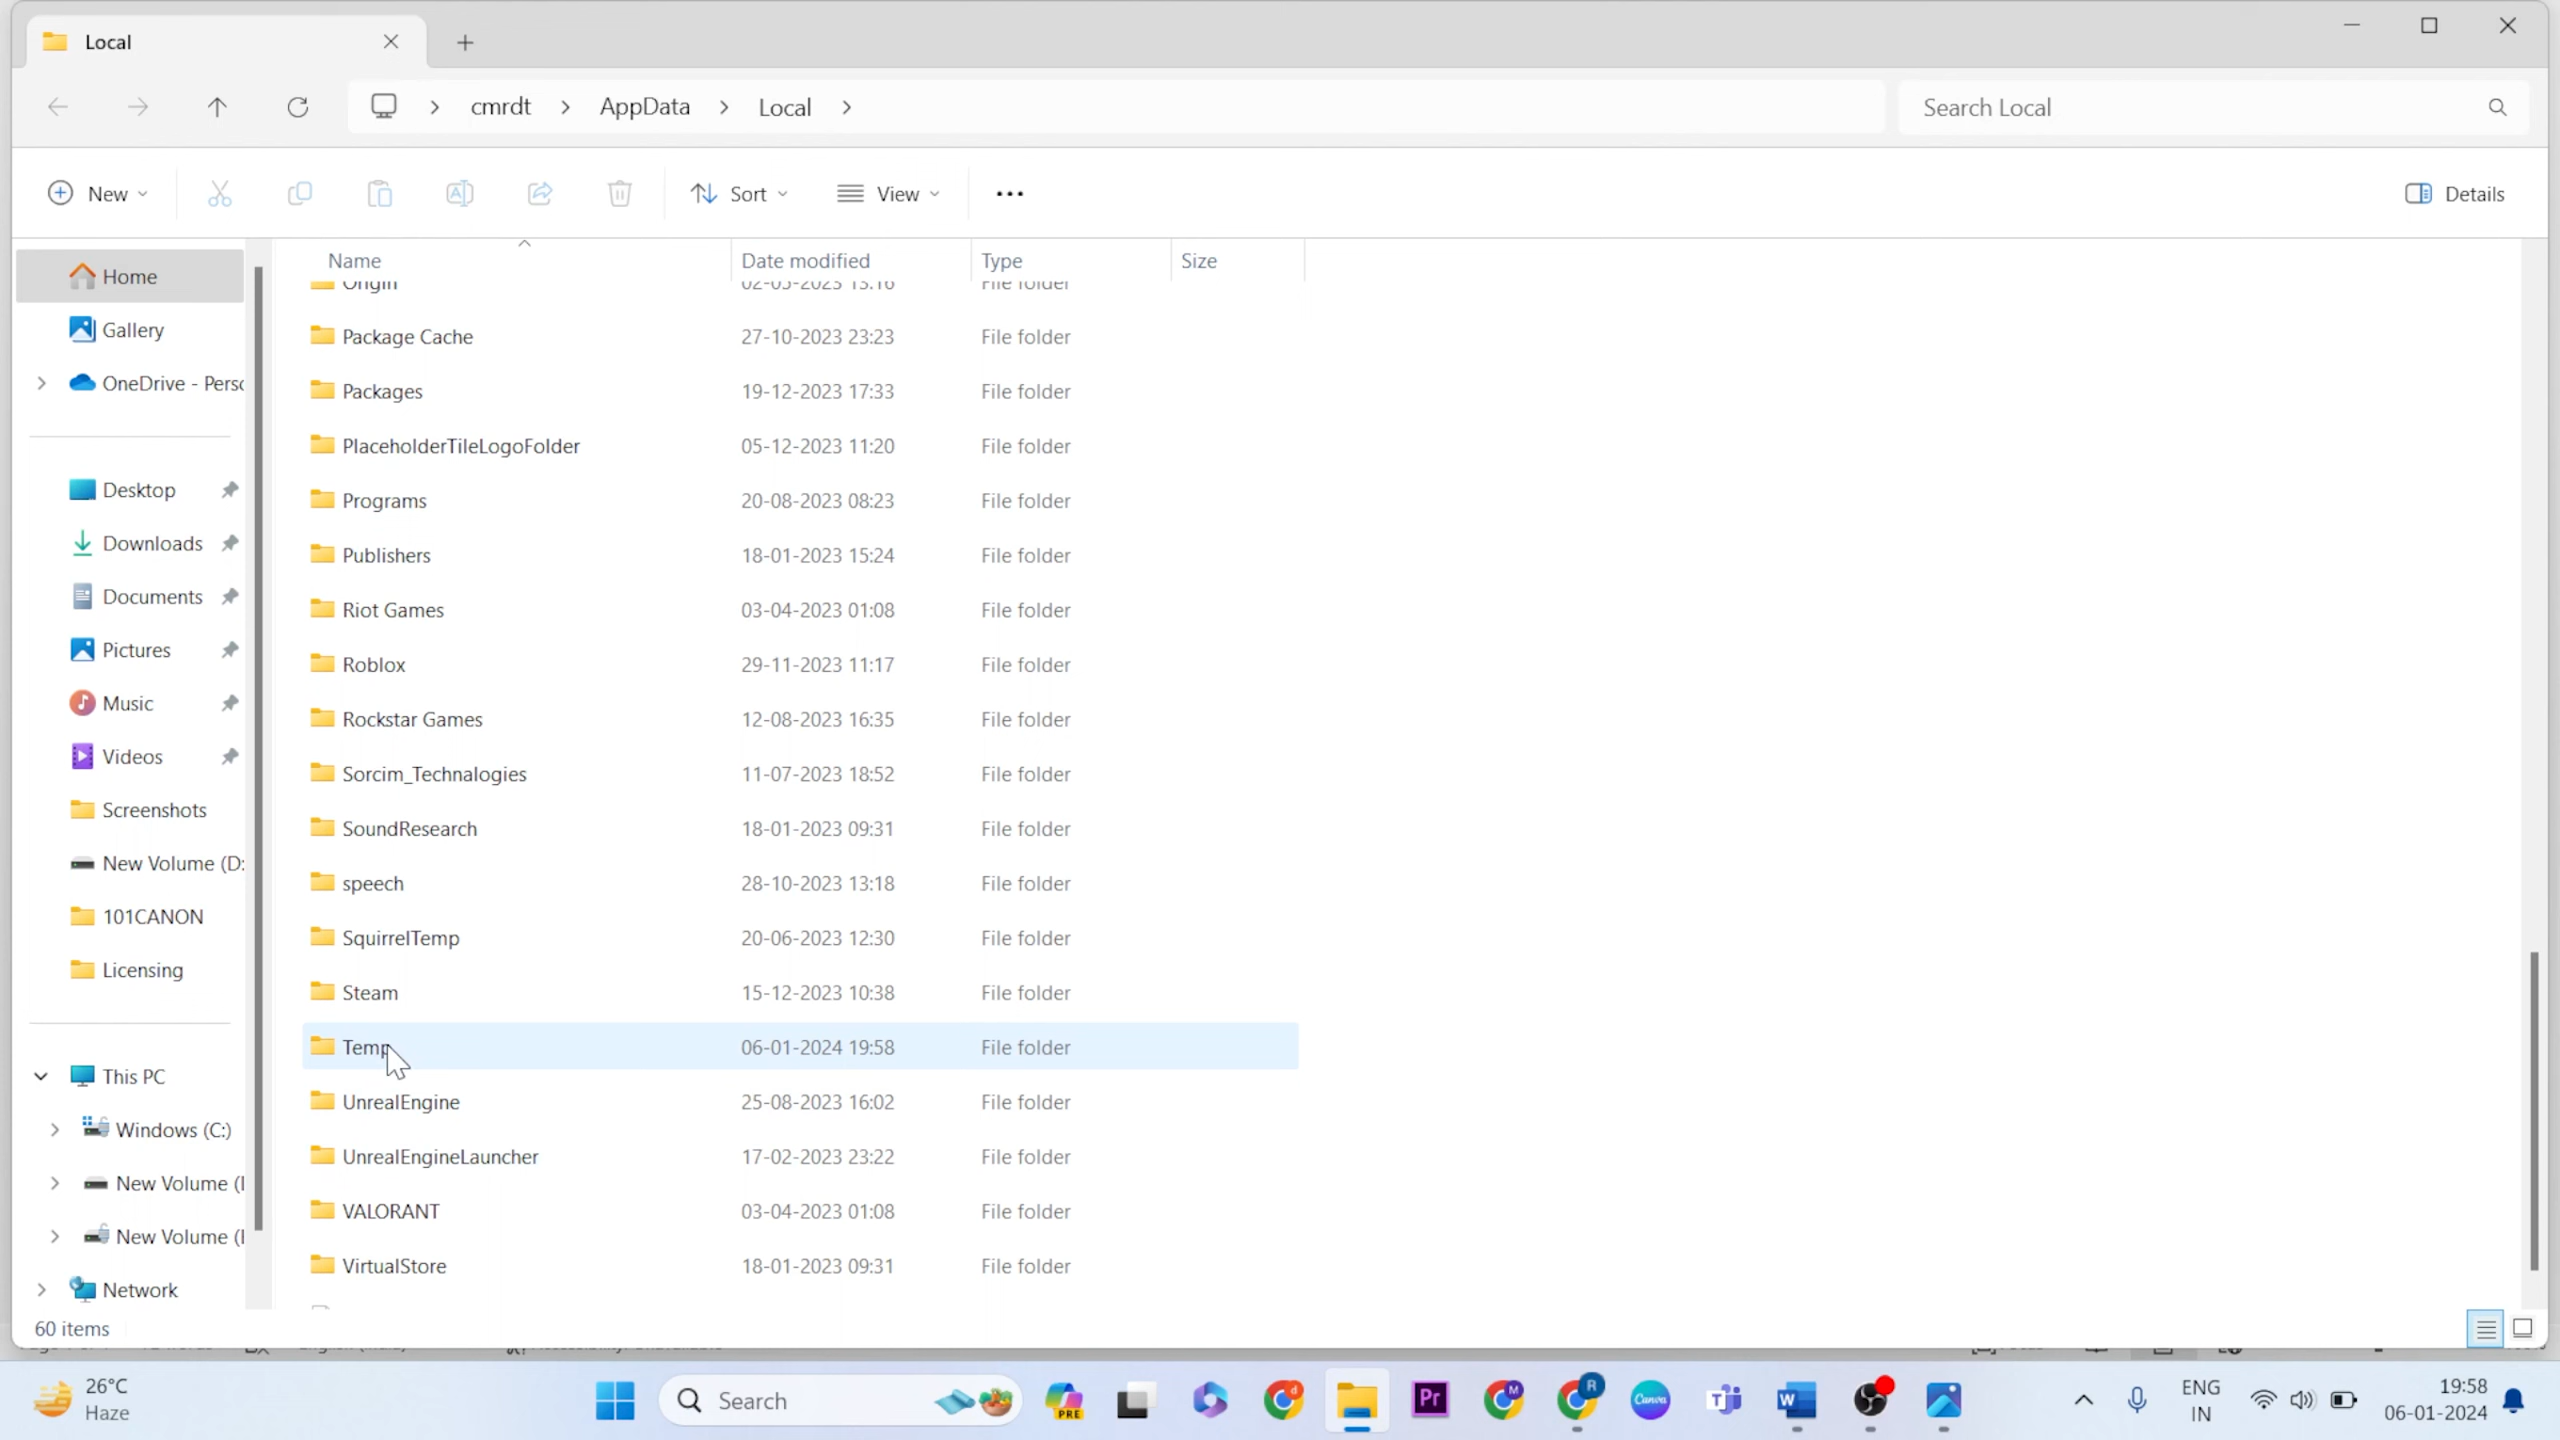 Local
cmrdt AppData Local
Search Local
New
Sort
View
Details
Home
Gallery
OneDrive - Perso
Desktop
Downloads
Documents
Pictures
Music
Videos
Screenshots
New Volume (D:
101CANON
Licensing
This PC
Windows (C:)
New Volume (
New Volume (
Network
Name Date modified Type Size
Origin 02-05-2023 13:16 File folder
Package Cache 27-10-2023 23:23 File folder
Packages 19-12-2023 17:33 File folder
PlaceholderTileLogoFolder 05-12-2023 11:20 File folder
Programs 20-08-2023 08:23 File folder
Publishers 18-01-2023 15:24 File folder
Riot Games 03-04-2023 01:08 File folder
Roblox 29-11-2023 11:17 File folder
Rockstar Games 12-08-2023 16:35 File folder
Sorcim_Technalogies 11-07-2023 18:52 File folder
SoundResearch 18-01-2023 09:31 File folder
speech 28-10-2023 13:18 File folder
SquirrelTemp 20-06-2023 12:30 File folder
Steam 15-12-2023 10:38 File folder
Temp 06-01-2024 19:58 File folder
UnrealEngine 25-08-2023 16:02 File folder
UnrealEngineLauncher 17-02-2023 23:22 File folder
VALORANT 03-04-2023 01:08 File folder
VirtualStore 18-01-2023 09:31 File folder
60 items
26°C
Haze
Search
PRE
d
Pr
M
R
Canva
T
W
ENG
IN
19:58
06-01-2024